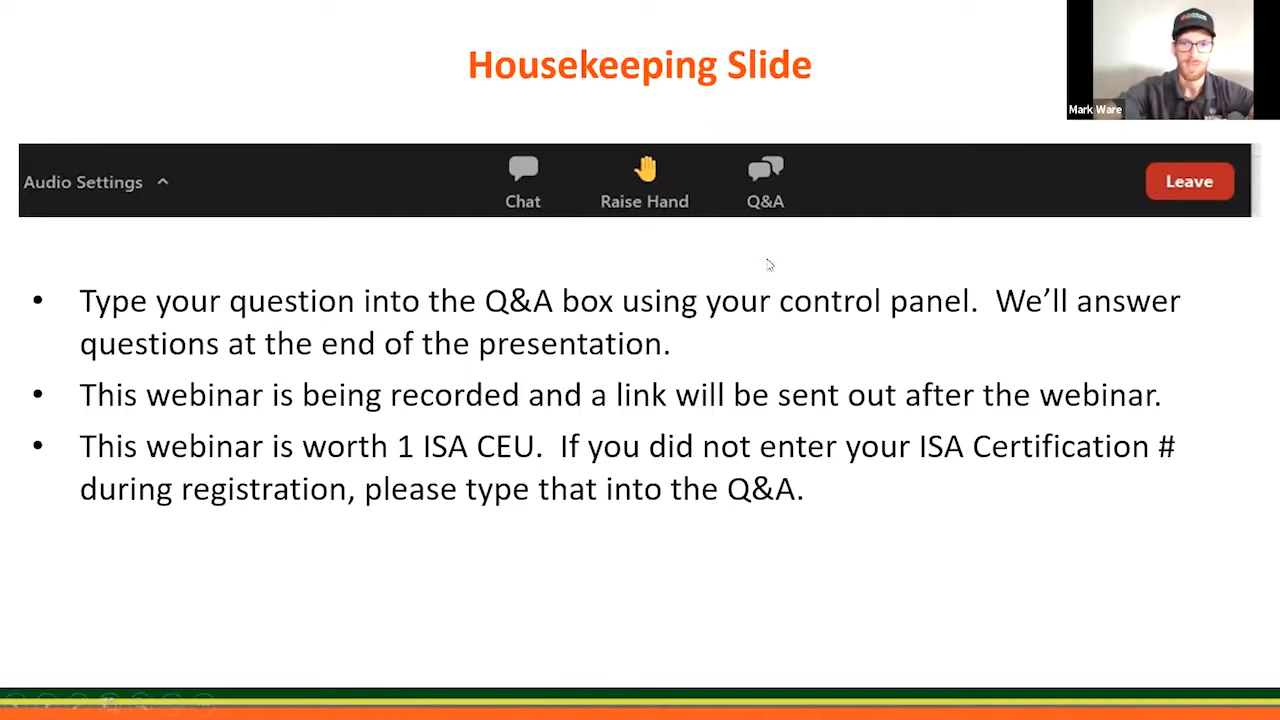 Housekeeping Slide
Mark Ware
Audio Settings
Chat
Raise Hand
Q&A
Leave
• Type your question into the Q&A box using your control panel.  We’ll answer
questions at the end of the presentation.
• This webinar is being recorded and a link will be sent out after the webinar.
• This webinar is worth 1 ISA CEU.  If you did not enter your ISA Certification #
during registration, please type that into the Q&A.